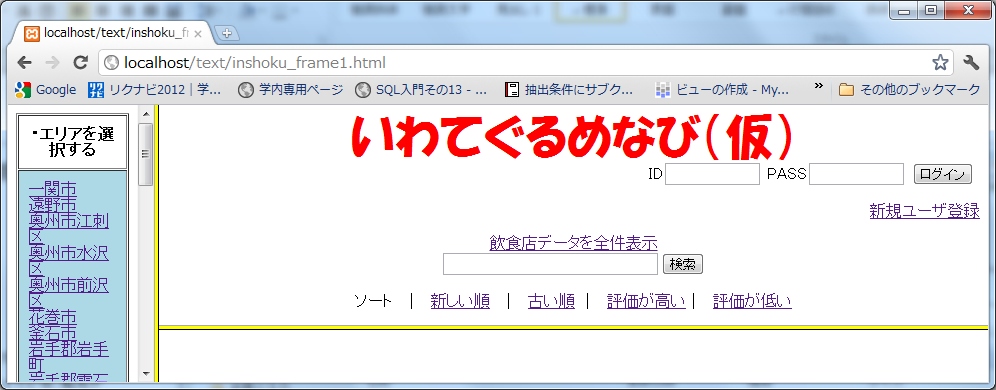 localhost/text/inshoku_fra
localhost/text/inshoku_frame1.html
Google リクナビ2012｜学... 学内専用ページ SQL入門その13 - ... 抽出条件にサブク... ビューの作成 - My... » その他のブックマーク
・エリアを選
択する
一関市
遠野市
奥州市江刺
区
奥州市水沢
区
奥州市前沢
区
花巻市
釜石市
岩手郡岩手
町
岩手郡雫石
いわてぐるめなび(仮)
ID PASS ログイン
新規ユーザ登録
飲食店データを全件表示
検索
ソート | 新しい順 | 古い順 | 評価が高い | 評価が低い